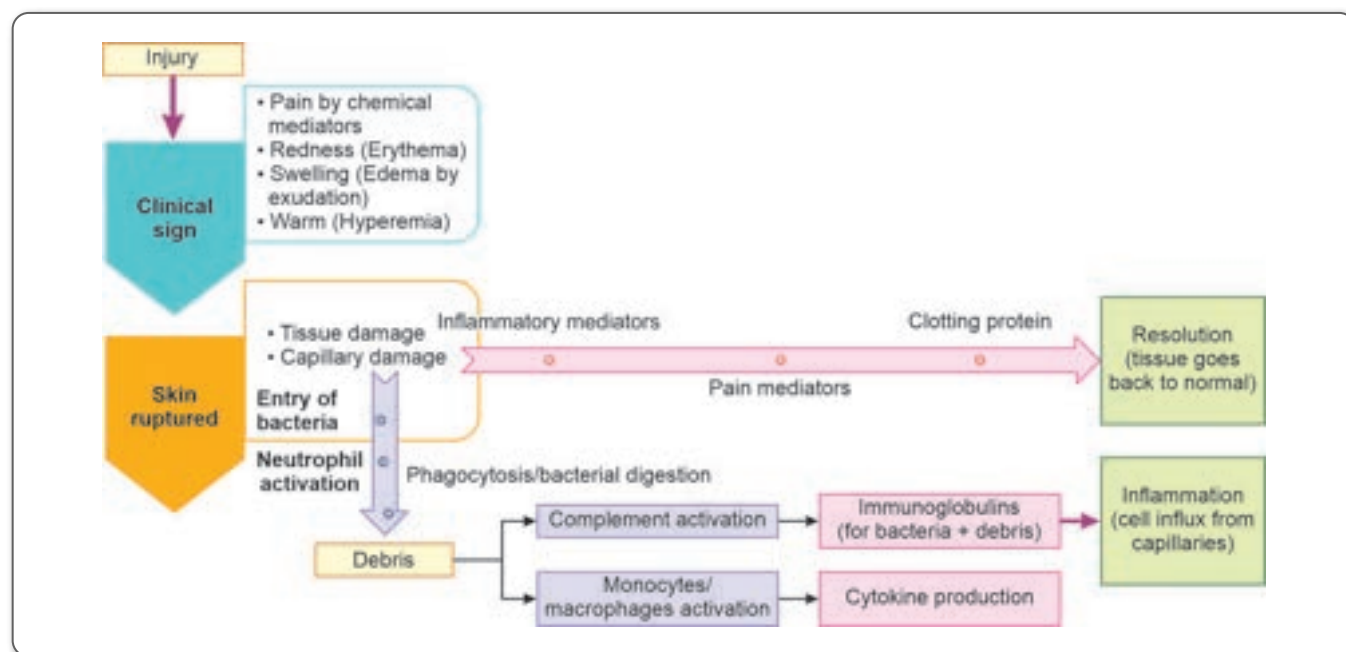 Injury
• Pain by chemical
mediators
• Redness (Erythema)
• Swelling (Edema by
exudation)
• Warm (Hyperemia)
Clinical
sign
• Tissue damage
• Capillary damage
Inflammatory mediators
Clotting protein
Pain mediators
Resolution
(tissue goes
back to normal)
Skin
ruptured
Entry of
bacteria
Neutrophil
activation
Phagocytosis/bacterial digestion
Debris
Complement activation
Immunoglobulins
(for bacteria + debris)
Inflammation
(cell influx from
capillaries)
Monocytes/
macrophages activation
Cytokine production